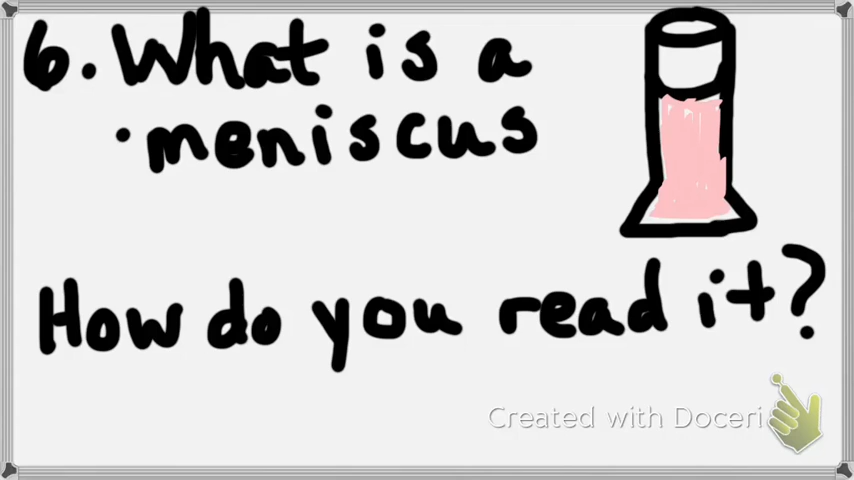 6. What is a
• meniscus
How do you read it?
Created with Doceri